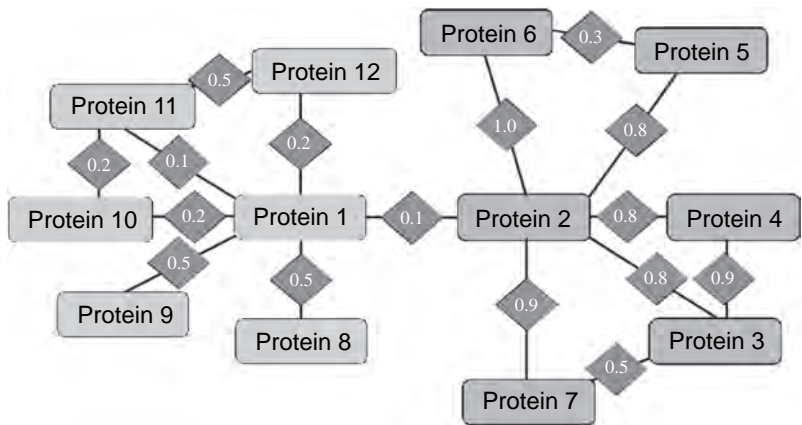 Protein 6
0.3
Protein 5
Protein 12
0.5
Protein 11
1.0
0.8
0.2
0.2
0.1
Protein 10
0.2
Protein 1
0.1
Protein 2
0.8
Protein 4
0.5
0.5
0.8
0.9
0.9
Protein 9
Protein 8
Protein 3
0.5
Protein 7